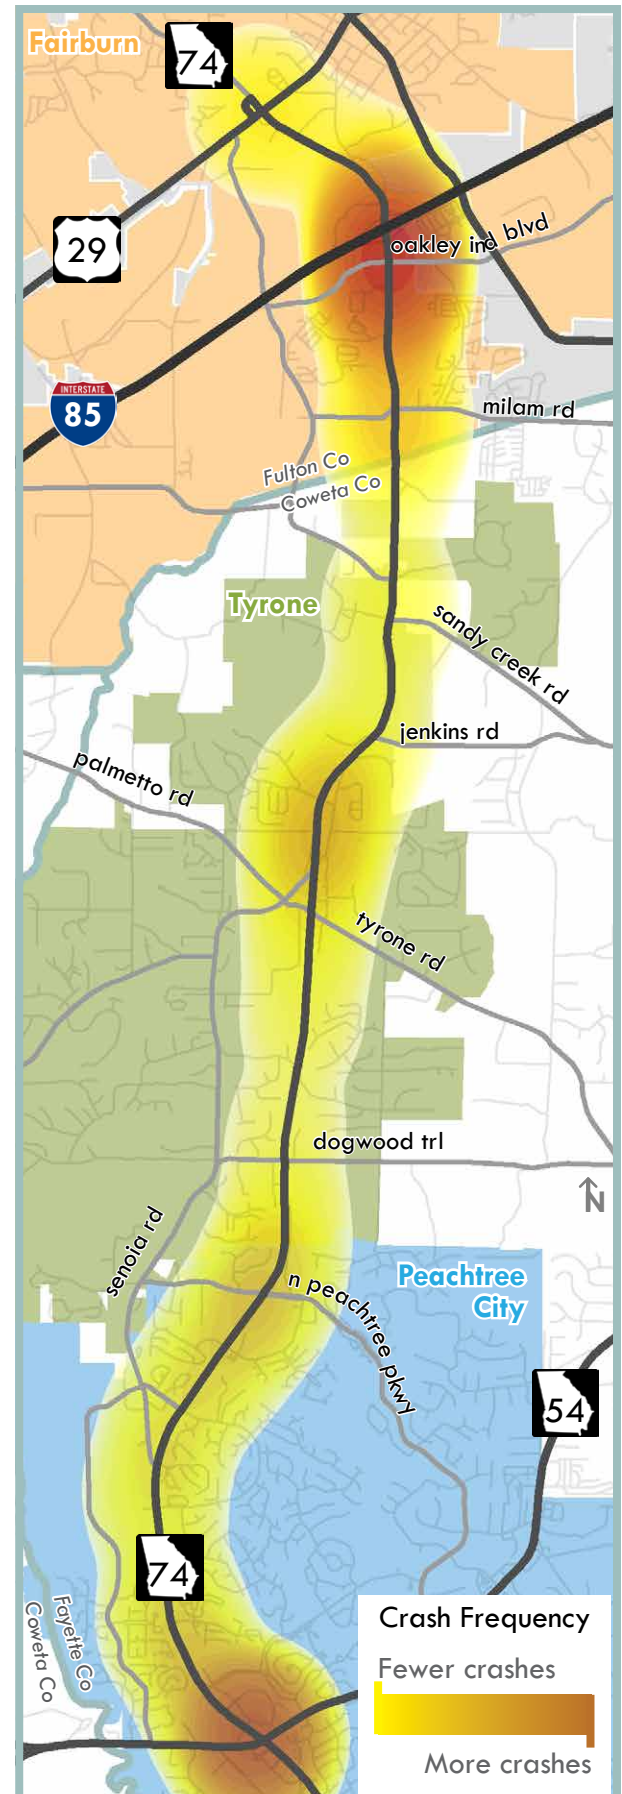 Fairburn
74
29
oakley ind blvd
INTERSTATE
85
milam rd
Fulton Co
Coweta Co
Tyrone
sandy creek rd
jenkins rd
palmetto rd
tyrone rd
dogwood trl
N
senoia rd
Peachtree
City
n peachtree pkwy
54
74
Fayette Co
Coweta Co
Crash Frequency
Fewer crashes
More crashes